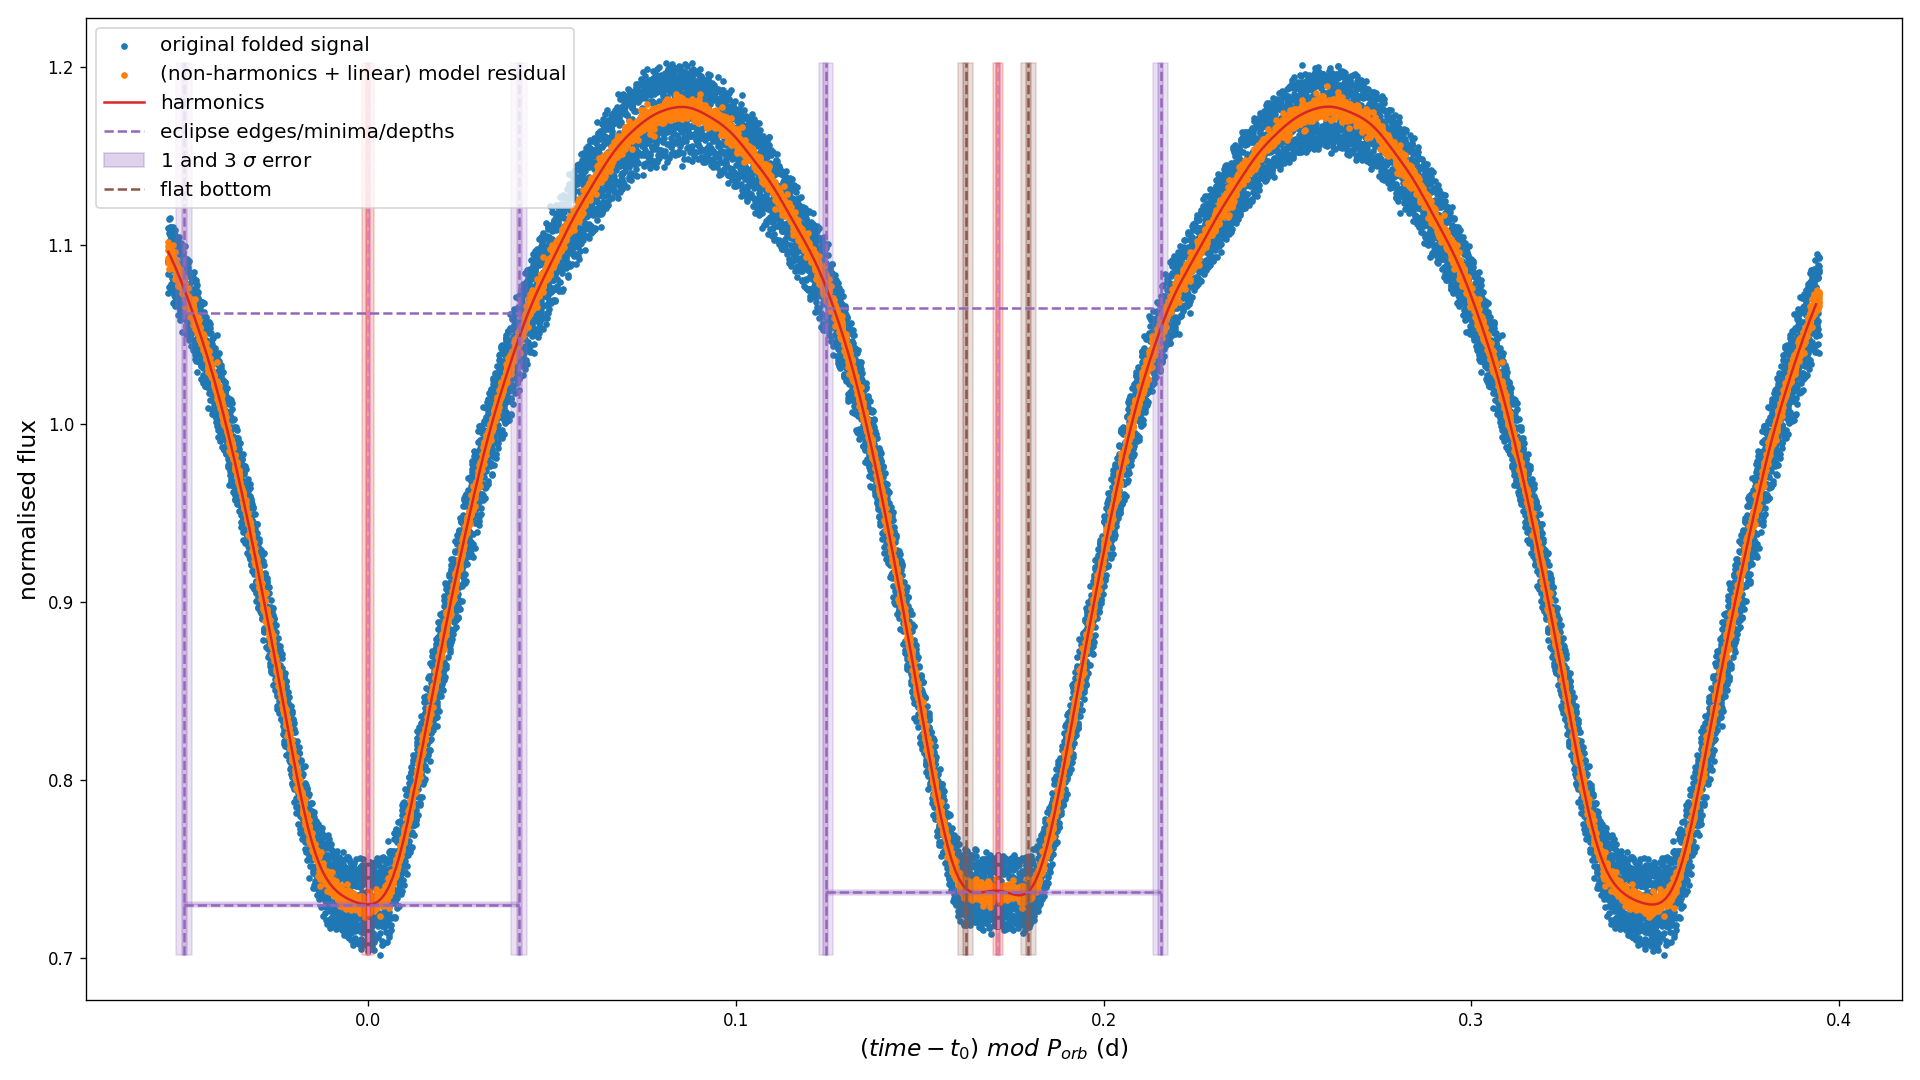 original folded signal
(non-harmonics + linear) model residual
harmonics
eclipse edges/minima/depths
1 and 3 σ error
flat bottom
normalised flux
1.2
1.1
1.0
0.9
0.8
0.7
0.0 0.1 0.2 0.3 0.4
(time − t₀) mod Pₒᵣb (d)